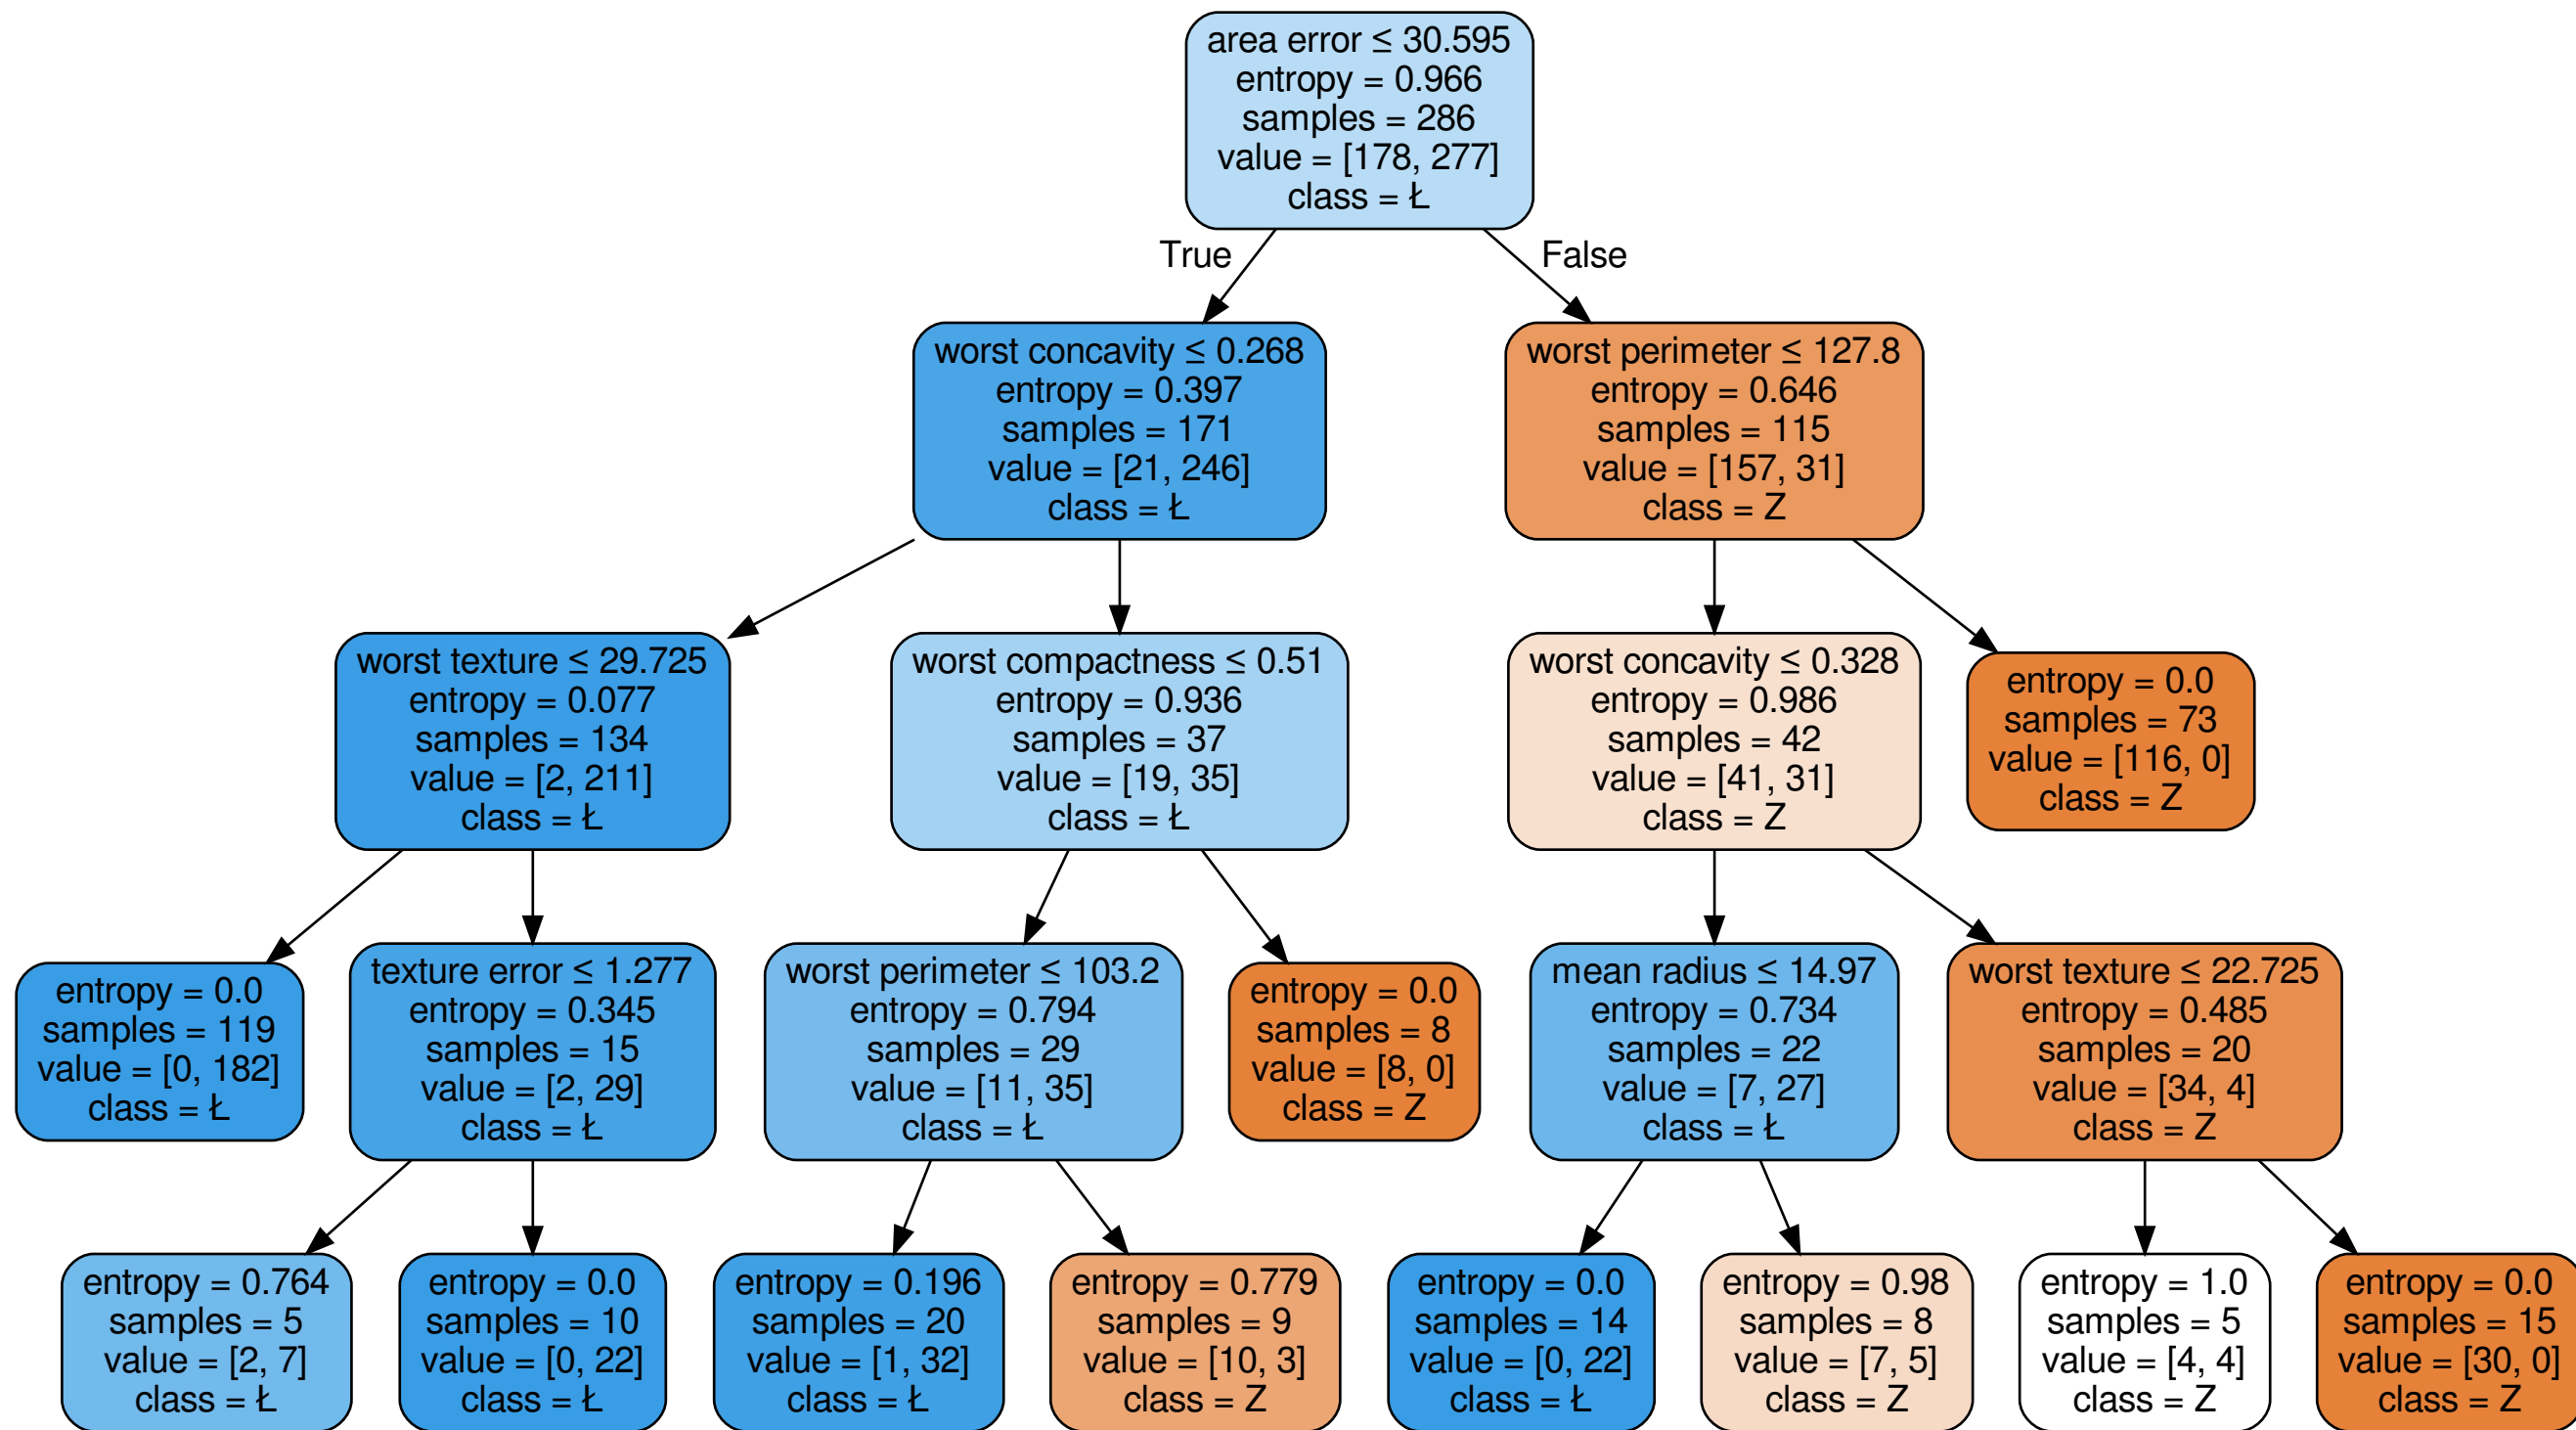 area error ≤ 30.595
entropy = 0.966
samples = 286
value = [178, 277]
class = Ł
True
False
worst concavity ≤ 0.268
entropy = 0.397
samples = 171
value = [21, 246]
class = Ł
worst perimeter ≤ 127.8
entropy = 0.646
samples = 115
value = [157, 31]
class = Z
worst texture ≤ 29.725
entropy = 0.077
samples = 134
value = [2, 211]
class = Ł
worst compactness ≤ 0.51
entropy = 0.936
samples = 37
value = [19, 35]
class = Ł
worst concavity ≤ 0.328
entropy = 0.986
samples = 42
value = [41, 31]
class = Z
entropy = 0.0
samples = 73
value = [116, 0]
class = Z
entropy = 0.0
samples = 119
value = [0, 182]
class = Ł
texture error ≤ 1.277
entropy = 0.345
samples = 15
value = [2, 29]
class = Ł
worst perimeter ≤ 103.2
entropy = 0.794
samples = 29
value = [11, 35]
class = Ł
entropy = 0.0
samples = 8
value = [8, 0]
class = Z
mean radius ≤ 14.97
entropy = 0.734
samples = 22
value = [7, 27]
class = Ł
worst texture ≤ 22.725
entropy = 0.485
samples = 20
value = [34, 4]
class = Z
entropy = 0.764
samples = 5
value = [2, 7]
class = Ł
entropy = 0.0
samples = 10
value = [0, 22]
class = Ł
entropy = 0.196
samples = 20
value = [1, 32]
class = Ł
entropy = 0.779
samples = 9
value = [10, 3]
class = Z
entropy = 0.0
samples = 14
value = [0, 22]
class = Ł
entropy = 0.98
samples = 8
value = [7, 5]
class = Z
entropy = 1.0
samples = 5
value = [4, 4]
class = Z
entropy = 0.0
samples = 15
value = [30, 0]
class = Z